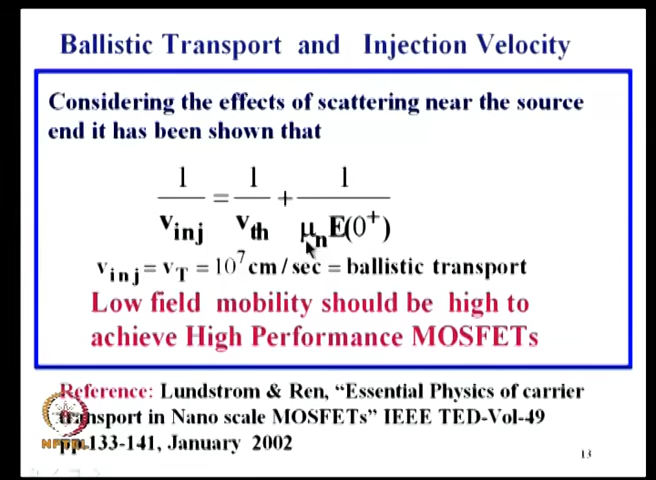 Ballistic Transport and Injection Velocity
Considering the effects of scattering near the source
end it has been shown that
1/v_inj = 1/v_th + 1/(μ_n E(0⁺))
v_inj = v_T = 10⁷ cm / sec = ballistic transport
Low field mobility should be high to
achieve High Performance MOSFETs
Reference: Lundstrom & Ren, “Essential Physics of carrier
transport in Nano scale MOSFETs” IEEE TED-Vol-49
pp.133-141, January 2002
NPTEL
13